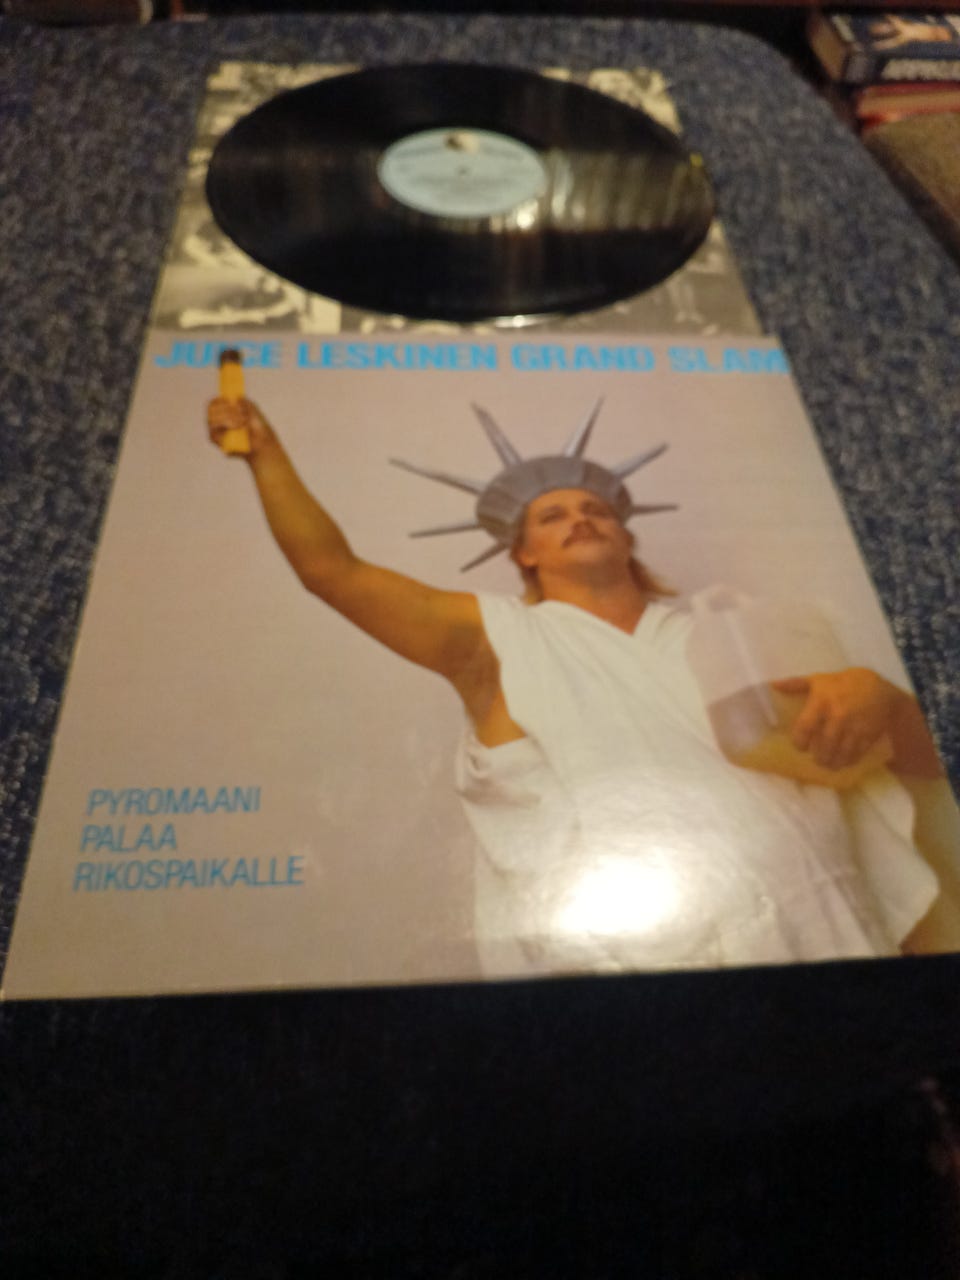 JUICE LESKINEN GRAND SLAM
PYROMAANI
PALAA
RIKOSPAIKALLE